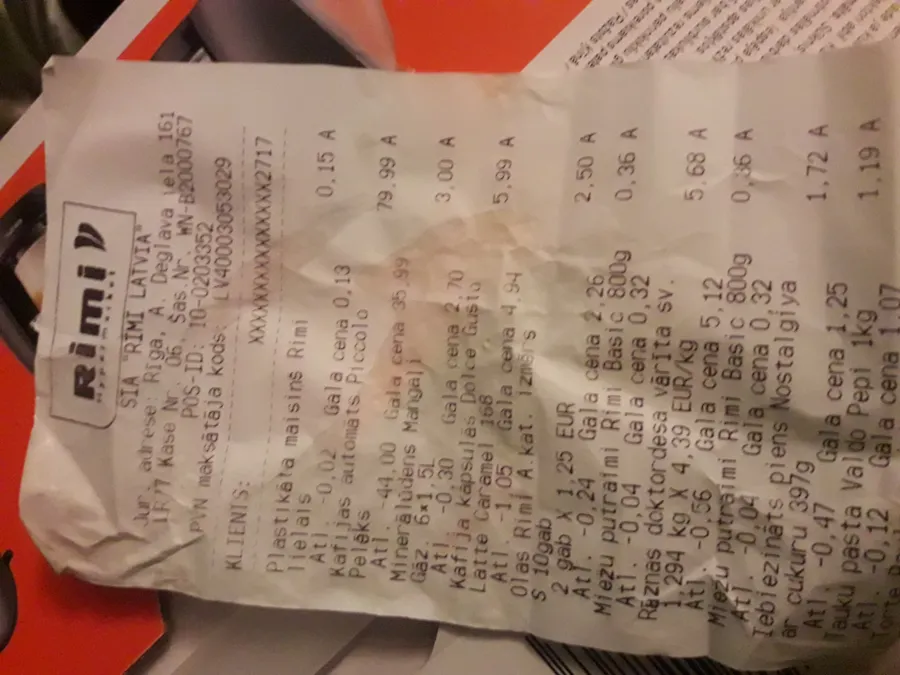 Rimi
SIA "RIMI LATVIA"
Jur. adrese: Rīga, A. Deglava iela 161
Kase Nr. 06, Šas.Nr. WN-B2000767
POS-ID: IO-0203352
PVN maksātāja kods: LV40003053029
KLIENTS: XXXXXXXXXXXXXXX2717
Plastikāta maisiņš Rimi
lielais 0,15 A
Atl. -0,02 Gala cena 0,13
Kafijas automāts Piccolo
Pelēks 79,99 A
Atl. -44,00 Gala cena 35,99
Minerālūdens Mangaļi
Gāz. 6x1,5L 3,00 A
Atl. -0,30 Gala cena 2,70
Kafija kapsulās Dolce Gusto
Latte Caramel 168 5,99 A
Atl. -1,05 Gala cena 4,94
Olas Rimi A.kat. Izmērs
S 10gab
2 gab X 1,25 EUR 2,50 A
Atl. -0,24 Gala cena 2,26
Miežu putraimi Rimi Basic 800g 0,36 A
Atl. -0,04 Gala cena 0,32
Rēznas doktordesa vārīta sv.
1,294 kg X 4,39 EUR/kg 5,68 A
Atl. -0,56 Gala cena 5,12
Miežu putraimi Rimi Basic 800g 0,36 A
Atl. -0,04 Gala cena 0,32
Iebiezināts piens Nostalģiya
ar cukuru 397g 1,72 A
Atl. -0,47 Gala cena 1,25
Tauku pasta Valdo Pepi 1kg 1,19 A
Atl. -0,12 Gala cena 1,07